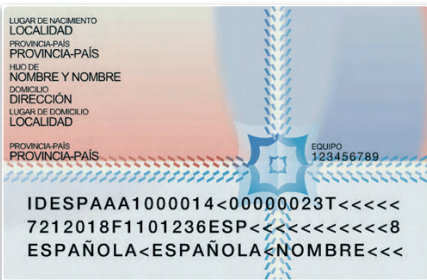 LUGAR DE NACIMIENTO
LOCALIDAD
PROVINCIA-PAÍS
PROVINCIA-PAÍS
HIJO DE
NOMBRE Y NOMBRE
DOMICILIO
DIRECCIÓN
LUGAR DE DOMICILIO
LOCALIDAD
PROVINCIA-PAÍS
PROVINCIA-PAÍS
EQUIPO
123456789
IDESPAAA1000014<00000023T<<<<<
7212018F1101236ESP<<<<<<<<<<<8
ESPAÑOLA<ESPAÑOLA<NOMBRE<<<